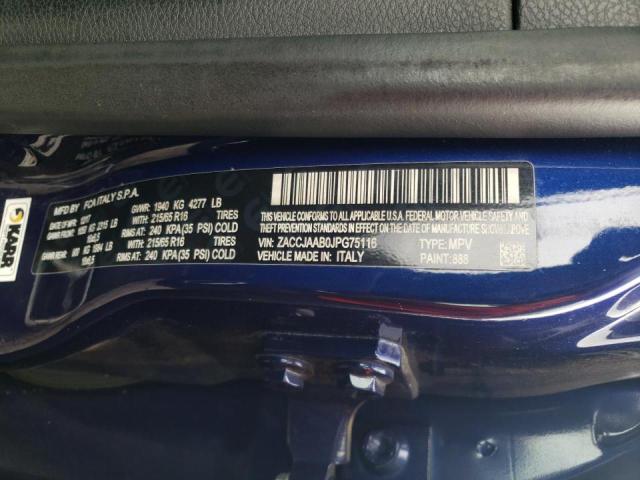 MFD BY: FCA ITALY S.P.A.
GVWR: 1940 KG 4277 LB
WITH: 215/65 R16 TIRES
RIMS AT: 240 KPA(35 PSI) COLD
WITH: 215/65 R16 TIRES
RIMS AT: 240 KPA(35 PSI) COLD
THIS VEHICLE CONFORMS TO ALL APPLICABLE U.S.A. FEDERAL MOTOR VEHICLE
SAFETY, BUMPER, AND THEFT PREVENTION STANDARDS IN EFFECT
ON THE DATE OF MANUFACTURE SHOWN ABOVE.
VIN: ZACCJAAB0JPG75116 TYPE: MPV
VEHICLE MADE IN: ITALY PAINT: 888
KAAR